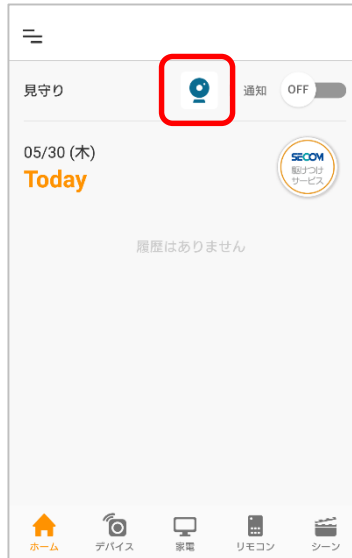 見守り
通知 OFF
05/30 (木)
Today
SECOM
駆けつけ
サービス
履歴はありません
ホーム デバイス 家電 リモコン シーン